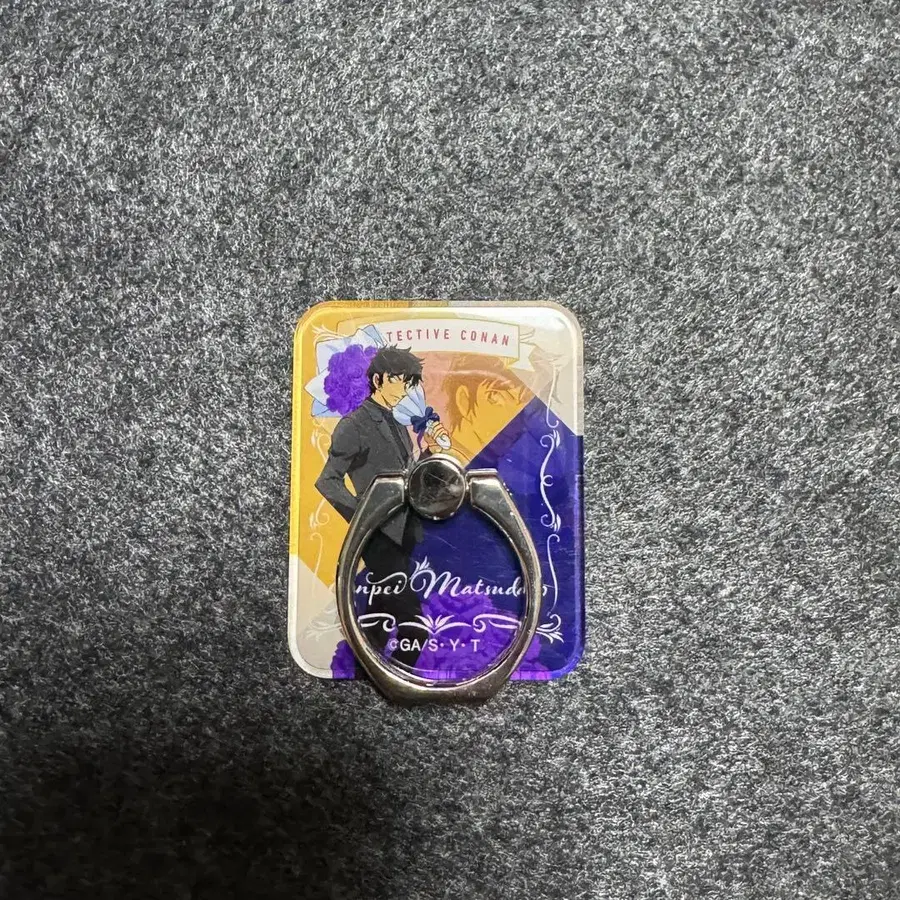 TECTIVE CONAN
npei Matsuda
©GA/S・Y・T